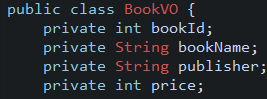 public class BookVO {
    private int bookId;
    private String bookName;
    private String publisher;
    private int price;